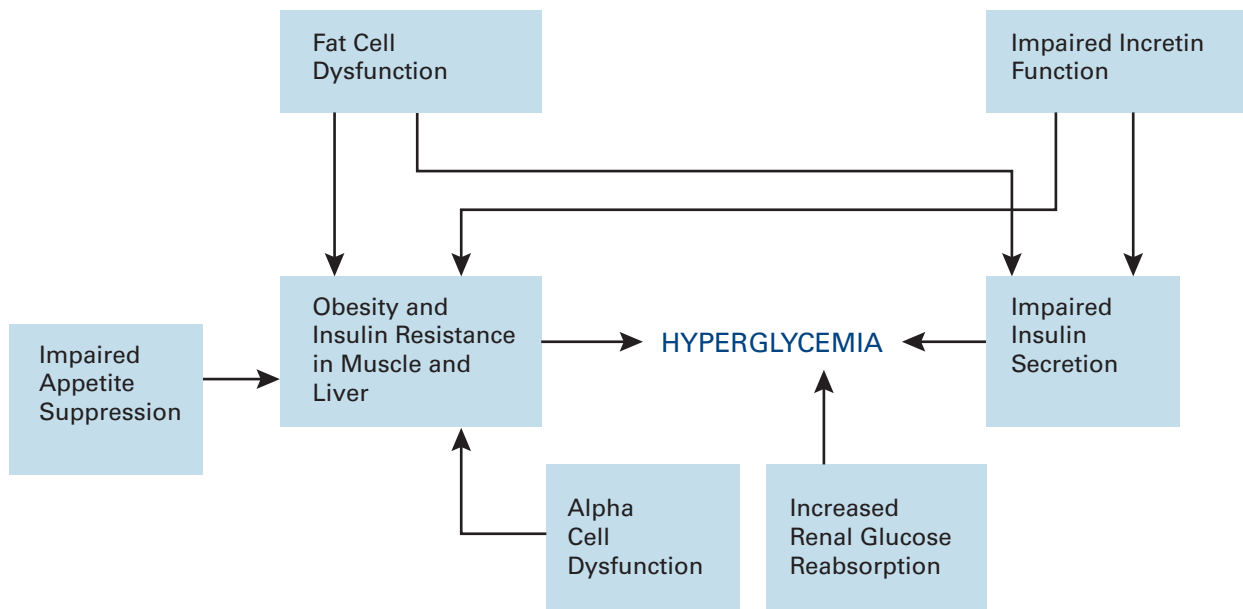 Fat Cell
Dysfunction
Impaired Incretin
Function
Impaired
Appetite
Suppression
Obesity and
Insulin Resistance
in Muscle and
Liver
HYPERGLYCEMIA
Impaired
Insulin
Secretion
Alpha
Cell
Dysfunction
Increased
Renal Glucose
Reabsorption